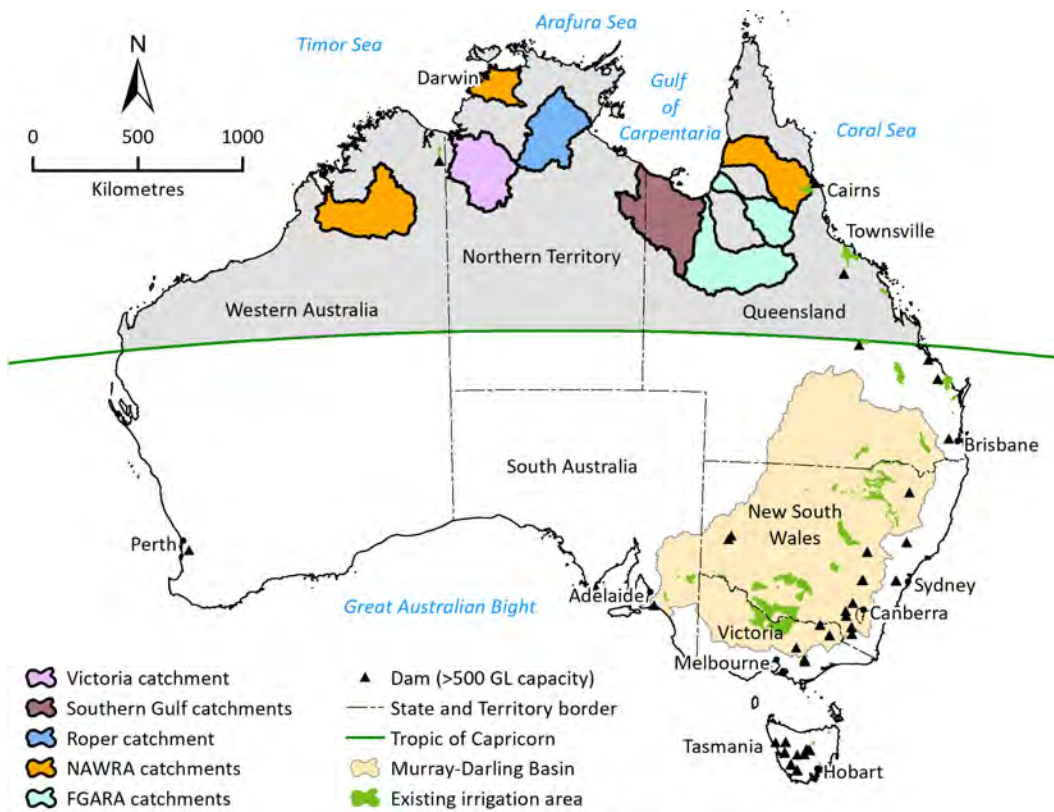 Arafura Sea
Timor Sea
N
Darwin
Gulf
of
Carpentaria
Coral Sea
0 500 1000
Kilometres
Cairns
Townsville
Northern Territory
Western Australia
Queensland
Brisbane
South Australia
New South
Wales
Perth
Sydney
Adelaide
Great Australian Bight
Canberra
Victoria
Melbourne
Victoria catchment
Southern Gulf catchments
Roper catchment
NAWRA catchments
FGARA catchments
Dam (>500 GL capacity)
State and Territory border
Tropic of Capricorn
Murray-Darling Basin
Existing irrigation area
Tasmania
Hobart